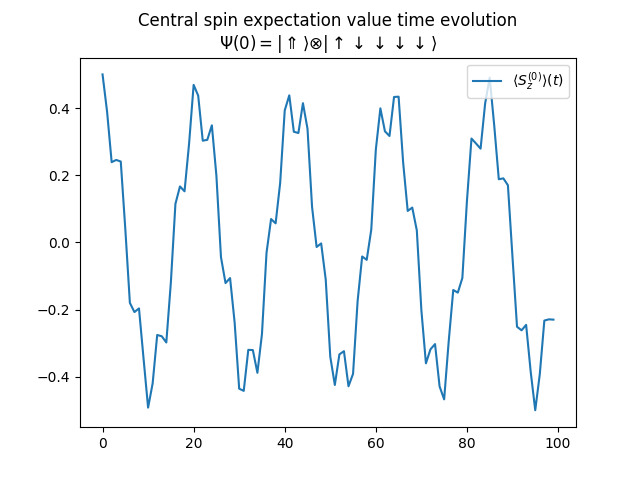 Central spin expectation value time evolution
Ψ(0) = | ⇑ ⟩⊗| ↑ ↓ ↓ ↓ ↓ ⟩
⟨S_z^(0)⟩(t)
0.4
0.2
0.0
−0.2
−0.4
0 20 40 60 80 100